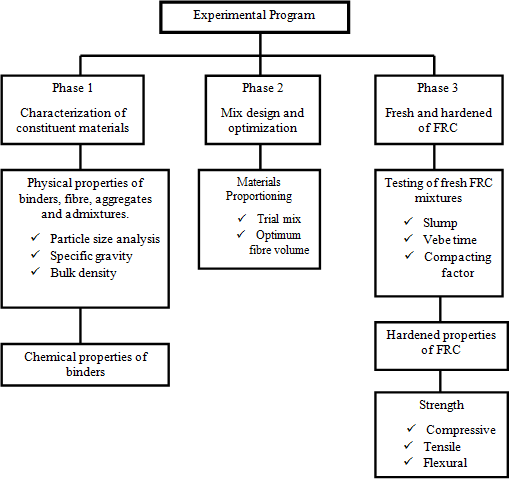 Experimental Program
Phase 1
Characterization of
constituent materials
Physical properties of
binders, fibre, aggregates
and admixtures.
✓ Particle size analysis
✓ Specific gravity
✓ Bulk density
Chemical properties of
binders
Phase 2
Mix design and
optimization
Materials
Proportioning
✓ Trial mix
✓ Optimum
fibre volume
Phase 3
Fresh and hardened
of FRC
Testing of fresh FRC
mixtures
✓ Slump
✓ Vebe time
✓ Compacting
factor
Hardened properties
of FRC
Strength
✓ Compressive
✓ Tensile
✓ Flexural